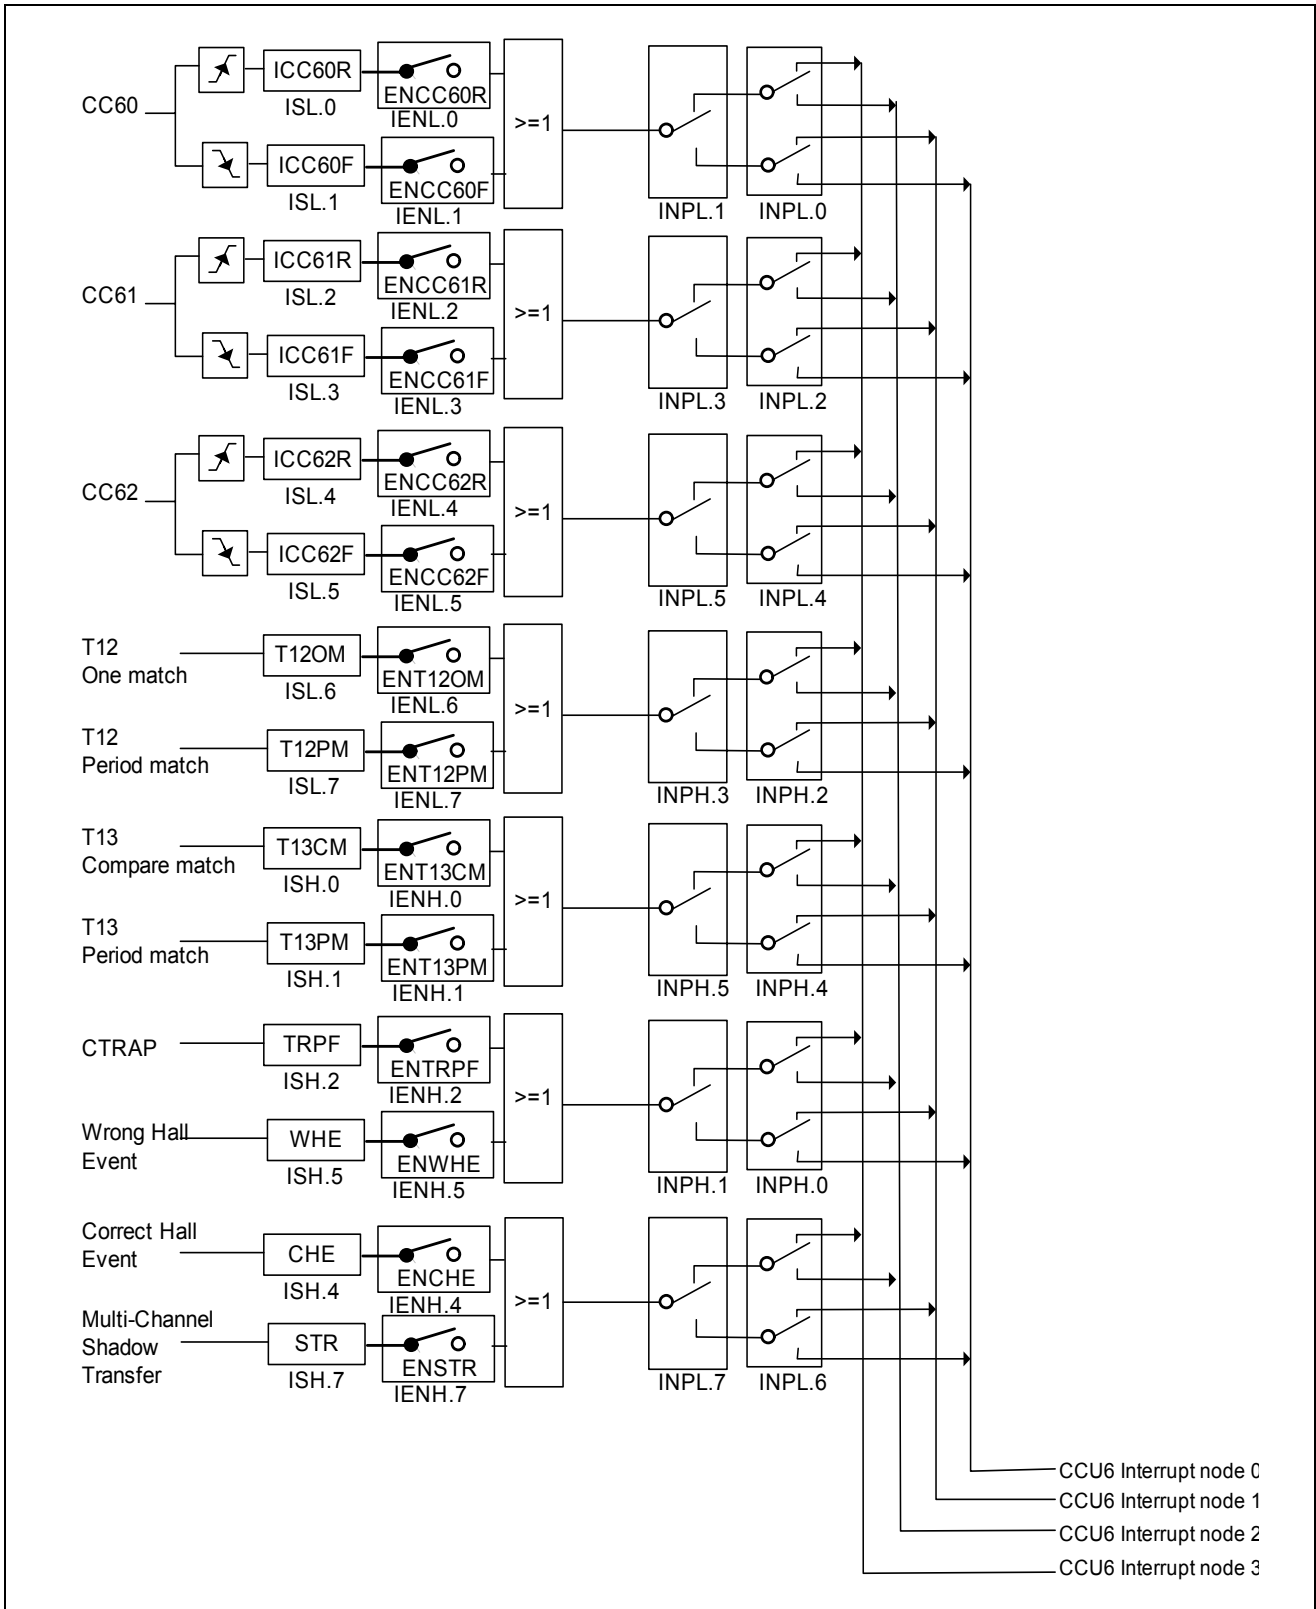 CC60
ICC60R
ISL.0
ENCC60R
IENL.0
ICC60F
ISL.1
ENCC60F
IENL.1
>=1
INPL.1
INPL.0
CC61
ICC61R
ISL.2
ENCC61R
IENL.2
ICC61F
ISL.3
ENCC61F
IENL.3
>=1
INPL.3
INPL.2
CC62
ICC62R
ISL.4
ENCC62R
IENL.4
ICC62F
ISL.5
ENCC62F
IENL.5
>=1
INPL.5
INPL.4
T12
One match
T12OM
ISL.6
ENT12OM
IENL.6
T12
Period match
T12PM
ISL.7
ENT12PM
IENL.7
>=1
INPH.3
INPH.2
T13
Compare match
T13CM
ISH.0
ENT13CM
IENH.0
T13
Period match
T13PM
ISH.1
ENT13PM
IENH.1
>=1
INPH.5
INPH.4
CTRAP
TRPF
ISH.2
ENTRPF
IENH.2
Wrong Hall
Event
WHE
ISH.5
ENWHE
IENH.5
>=1
INPH.1
INPH.0
Correct Hall
Event
CHE
ISH.4
ENCHE
IENH.4
Multi-Channel
Shadow
Transfer
STR
ISH.7
ENSTR
IENH.7
>=1
INPL.7
INPL.6
CCU6 Interrupt node 0
CCU6 Interrupt node 1
CCU6 Interrupt node 2
CCU6 Interrupt node 3